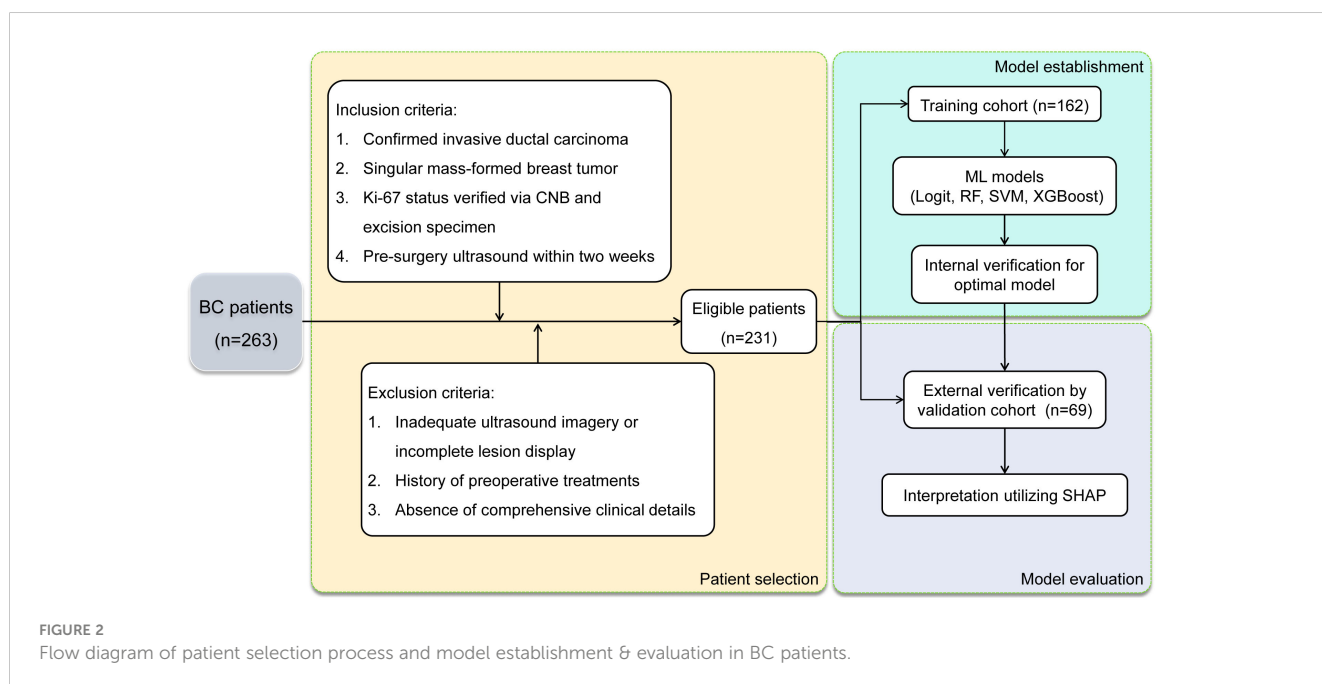 BC patients
(n=263)
Inclusion criteria:
1. Confirmed invasive ductal carcinoma
2. Singular mass-formed breast tumor
3. Ki-67 status verified via CNB and
excision specimen
4. Pre-surgery ultrasound within two weeks
Exclusion criteria:
1. Inadequate ultrasound imagery or
incomplete lesion display
2. History of preoperative treatments
3. Absence of comprehensive clinical details
Eligible patients
(n=231)
Patient selection
Model establishment
Training cohort (n=162)
ML models
(Logit, RF, SVM, XGBoost)
Internal verification for
optimal model
External verification by
validation cohort (n=69)
Interpretation utilizing SHAP
Model evaluation
FIGURE 2
Flow diagram of patient selection process and model establishment & evaluation in BC patients.